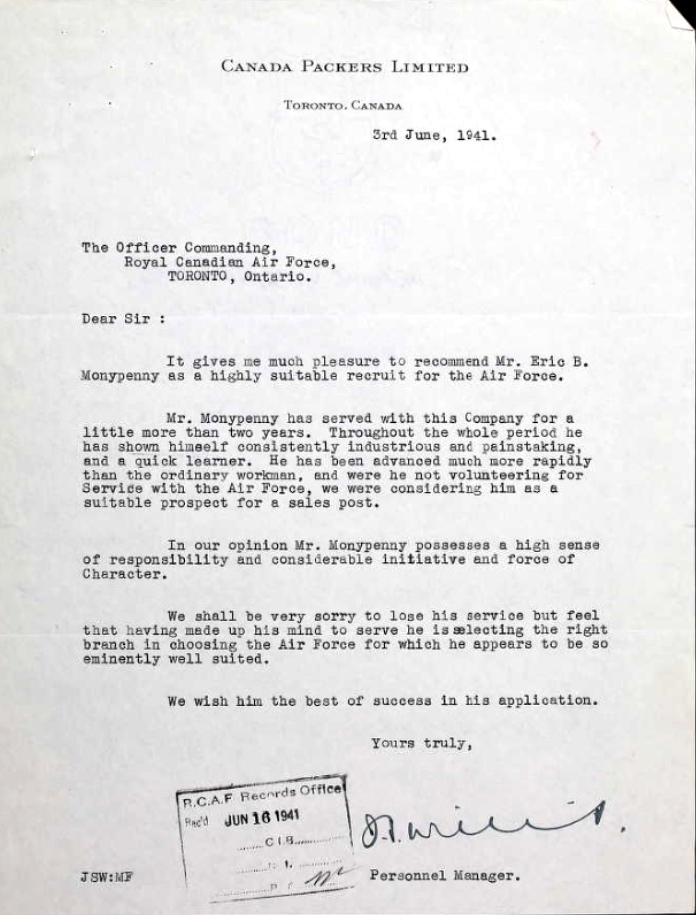 CANADA PACKERS LIMITED
TORONTO, CANADA
3rd June, 1941.
The Officer Commanding,
Royal Canadian Air Force,
TORONTO, Ontario.
Dear Sir :
It gives me much pleasure to recommend Mr. Eric B.
Monypenny as a highly suitable recruit for the Air Force.
Mr. Monypenny has served with this Company for a
little more than two years. Throughout the whole period he
has shown himself consistently industrious and painstaking,
and a quick learner. He has been advanced much more rapidly
than the ordinary workman, and were he not volunteering for
Service with the Air Force, we were considering him as a
suitable prospect for a sales post.
In our opinion Mr. Monypenny possesses a high sense
of responsibility and considerable initiative and force of
Character.
We shall be very sorry to lose his service but feel
that having made up his mind to serve he is selecting the right
branch in choosing the Air Force for which he appears to be so
eminently well suited.
We wish him the best of success in his application.
Yours truly,
R.C.A.F Records Office
Rec'd JUN 16 1941
C I B
JSW:MF
Personnel Manager.